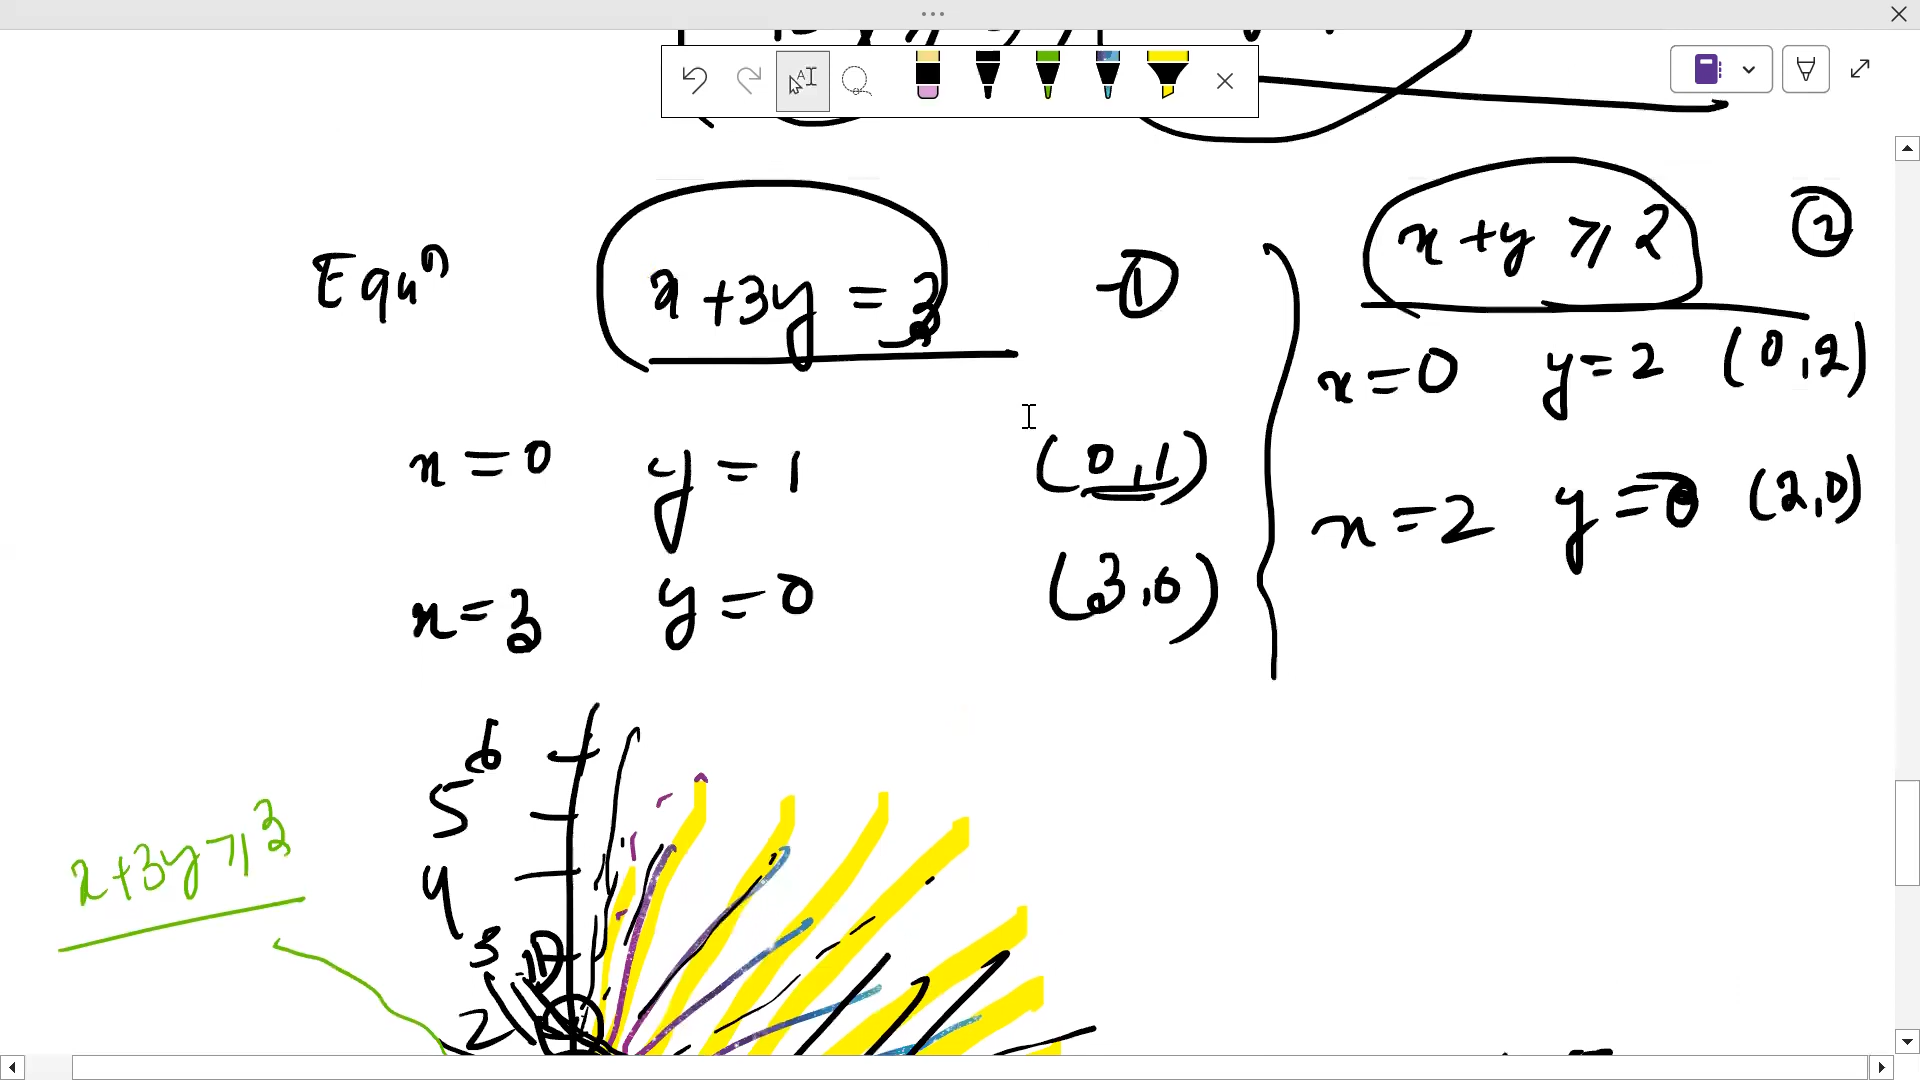 Equⁿ x+3y = 3 -①
x+y ⩾ 2 ②
x=0 y=2 (0,2)
x=0 y=1 (0,1)
x=2 y=0 (2,0)
x=3 y=0 (3,0)
6
5
4
3
2
x+3y⩾3